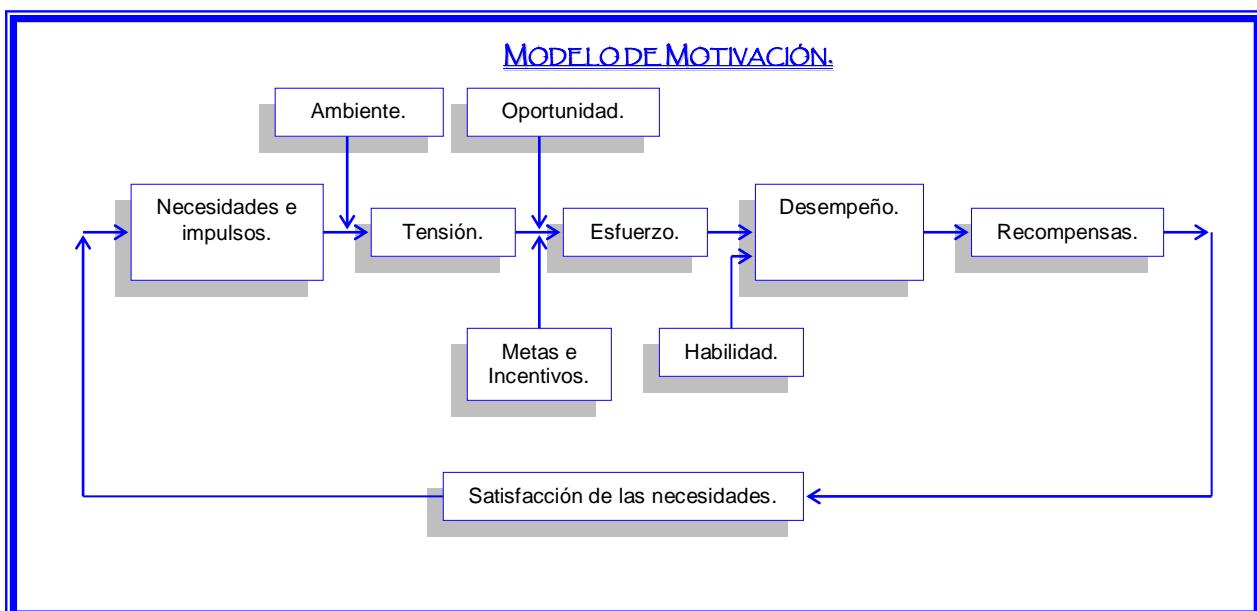 MODELO DE MOTIVACIÓN.
Ambiente.
Oportunidad.
Necesidades e
impulsos.
Tensión.
Esfuerzo.
Desempeño.
Recompensas.
Metas e
Incentivos.
Habilidad.
Satisfacción de las necesidades.